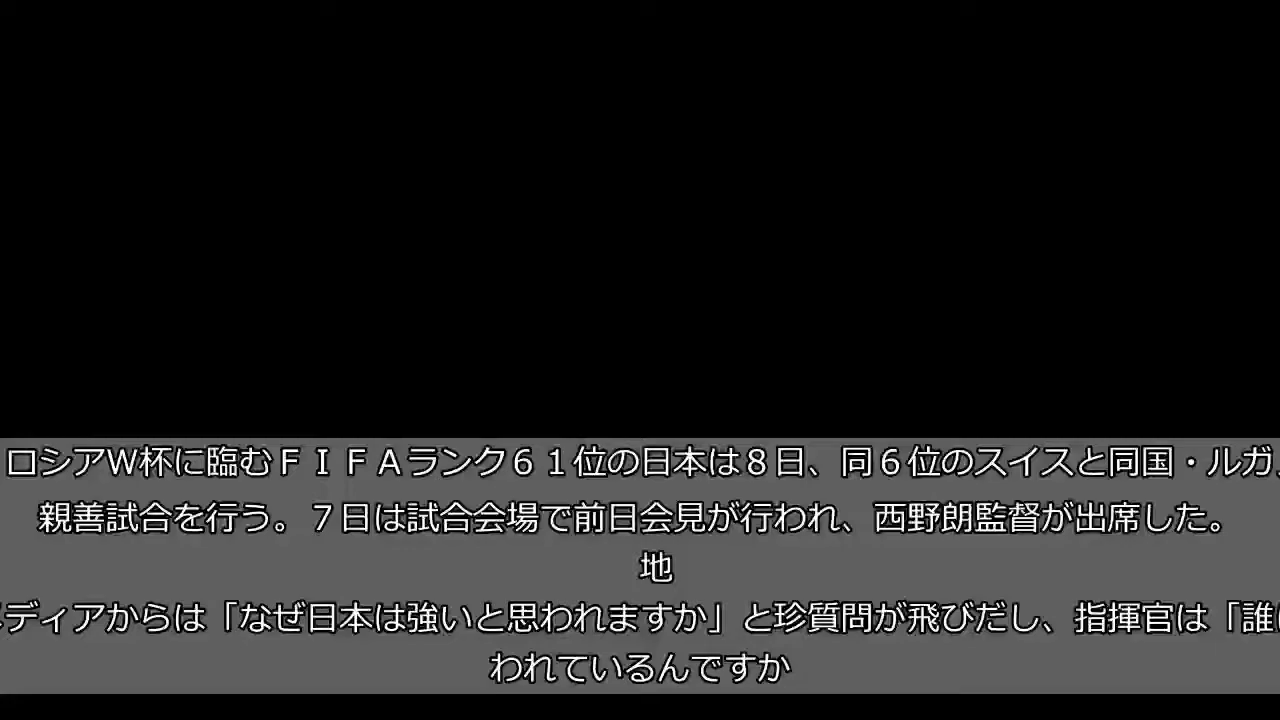 ロシアＷ杯に臨むＦＩＦＡランク６１位の日本は８日、同６位のスイスと同国・ルガ
親善試合を行う。７日は試合会場で前日会見が行われ、西野朗監督が出席した。
地
ディアからは「なぜ日本は強いと思われますか」と珍質問が飛びだし、指揮官は「誰
われているんですか